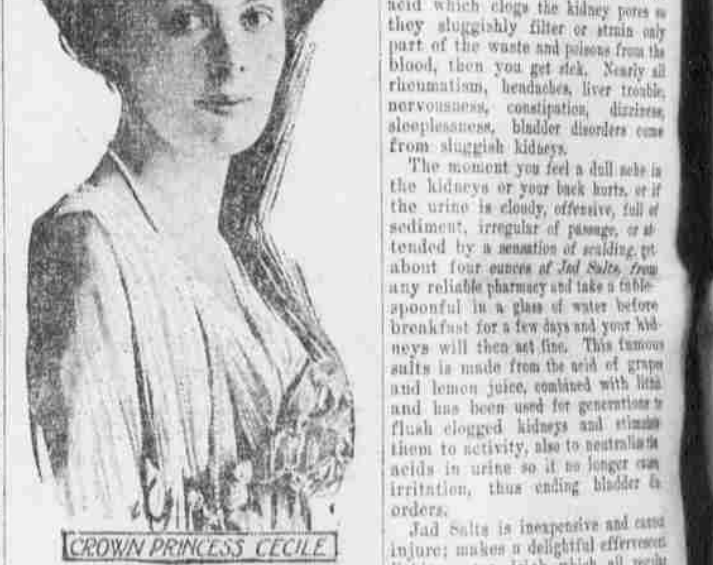 CROWN PRINCESS CECILE
acid which clogs the kidney pores so
they sluggishly filter or strain only
part of the waste and poisons from the
blood, then you get sick. Nearly all
rheumatism, headaches, liver trouble,
nervousness, constipation, dizziness,
sleeplessness, bladder disorders come
from sluggish kidneys.
The moment you feel a dull ache in
the kidneys or your back hurts, or if
the urine is cloudy, offensive, full of
sediment, irregular of passage, or at-
tended by a sensation of scalding, get
about four ounces of Jad Salts from
any reliable pharmacy and take a table-
spoonful in a glass of water before
breakfast for a few days and your kid-
neys will then act fine. This famous
salts is made from the acid of grapes
and lemon juice, combined with lithia
and has been used for generations to
flush clogged kidneys and stimulate
them to activity, also to neutralize the
acids in urine so it no longer
irritation, thus ending bladder
orders.
Jad Salts is inexpensive and cannot
injure; makes a delightful effervescent
which all